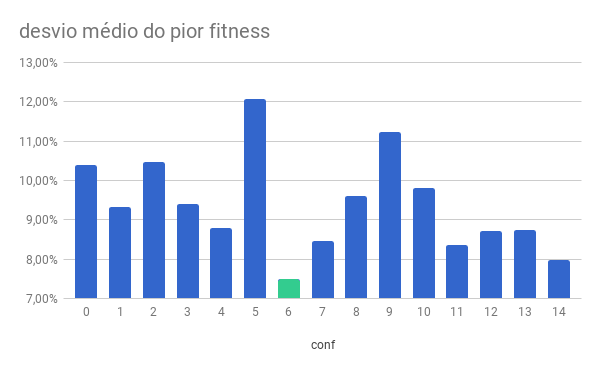 desvio médio do pior fitness
13,00%
12,00%
11,00%
10,00%
9,00%
8,00%
7,00%
0 1 2 3 4 5 6 7 8 9 10 11 12 13 14
conf